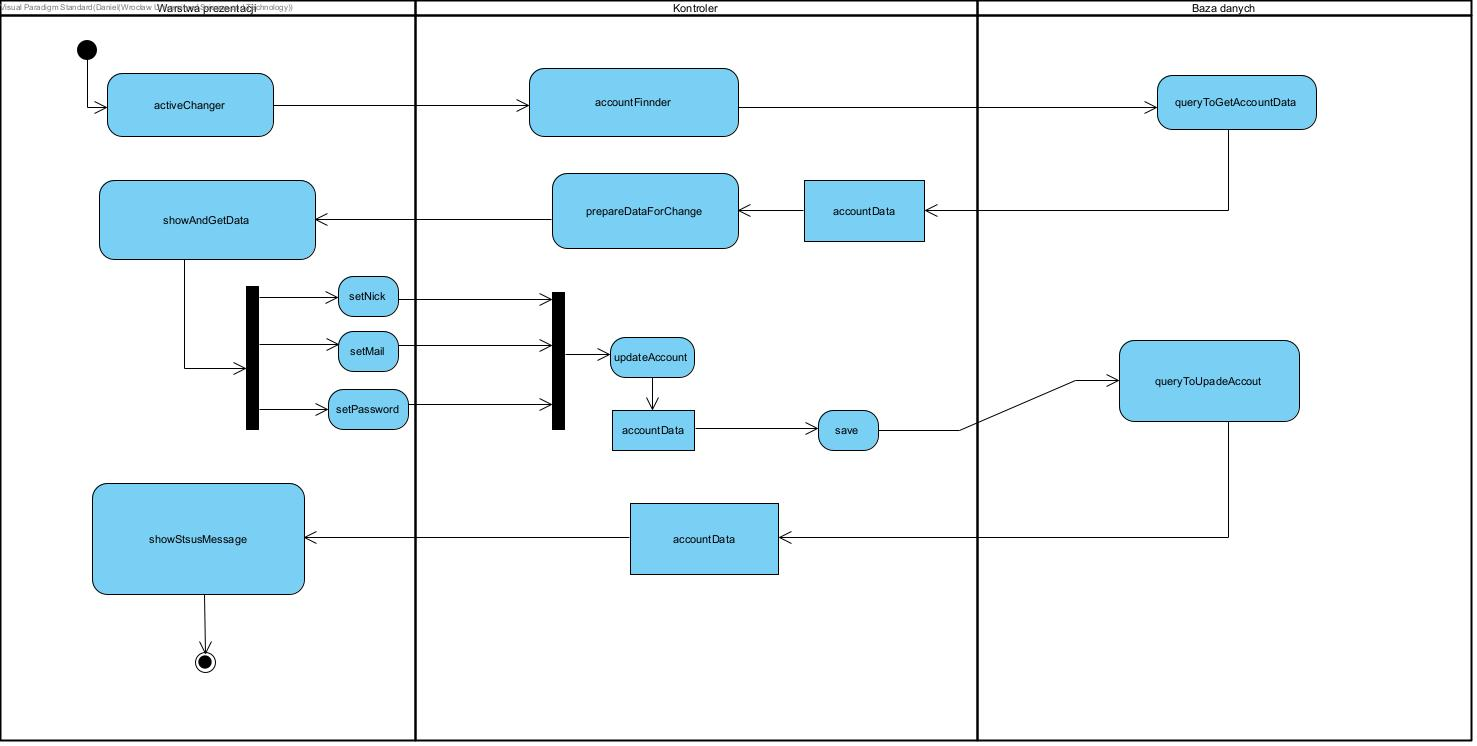 Visual Paradigm Standard(Daniel(Wroclaw U
Technology))
Warstwa prezentacji
Kontroler
Baza danych
activeChanger
accountFinnder
queryToGetAccountData
showAndGetData
prepareDataForChange
accountData
setNick
setMail
updateAccount
queryToUpadeAccout
setPassword
accountData
save
showStsusMessage
accountData